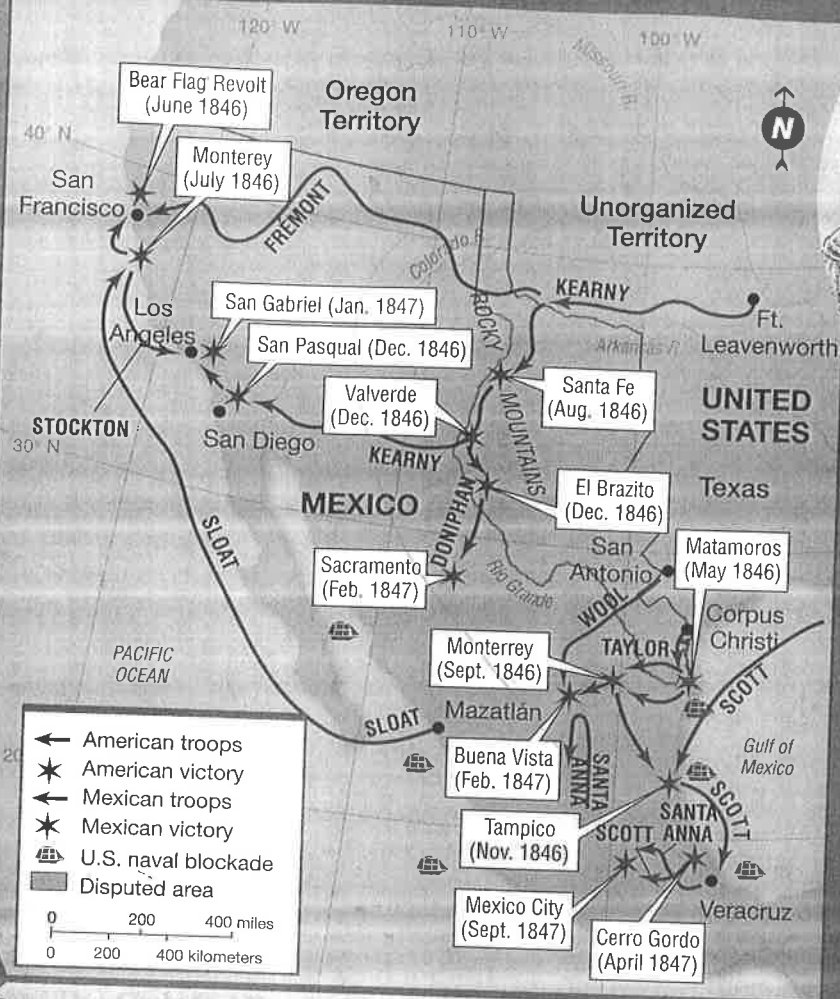 120° W
110° W
100° W
Missouri R.
Bear Flag Revolt
(June 1846)
Oregon
Territory
N
40° N
Monterey
(July 1846)
San
Francisco
FRÉMONT
Unorganized
Territory
Colorado R.
KEARNY
Ft.
Leavenworth
Los
Angeles
San Gabriel (Jan. 1847)
ROCKY
MOUNTAINS
Arkansas R.
San Pasqual (Dec. 1846)
Santa Fe
(Aug. 1846)
UNITED
STATES
Valverde
(Dec. 1846)
STOCKTON
30° N
San Diego
KEARNY
MEXICO
El Brazito
(Dec. 1846)
Texas
DONIPHAN
SLOAT
San
Antonio
Matamoros
(May 1846)
Sacramento
(Feb. 1847)
Rio Grande
WOOL
Corpus
Christi
TAYLOR
Monterrey
(Sept. 1846)
SCOTT
PACIFIC
OCEAN
SLOAT
Mazatlán
Gulf of
Mexico
Buena Vista
(Feb. 1847)
SANTA
ANNA
SCOTT
Tampico
(Nov. 1846)
SANTA
ANNA
SCOTT
Mexico City
(Sept. 1847)
Veracruz
Cerro Gordo
(April 1847)
20
American troops
American victory
Mexican troops
Mexican victory
U.S. naval blockade
Disputed area
0 200 400 miles
0 200 400 kilometers